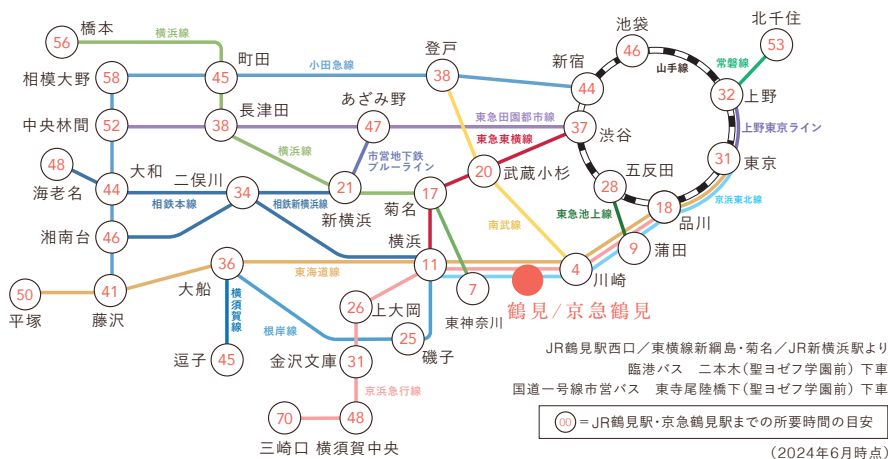 橋本
56
横浜線
町田
45
相模大野
58
小田急線
登戸
38
新宿
44
池袋
46
山手線
北千住
53
常磐線
上野
32
上野東京ライン
中央林間
52
長津田
38
あざみ野
47
東急田園都市線
東急東横線
37
渋谷
東京
31
横浜線
市営地下鉄
ブルーライン
48
海老名
大和
44
二俣川
34
相鉄本線
相鉄新横浜線
21
新横浜
17
菊名
20
武蔵小杉
五反田
28
東急池上線
18
品川
京浜東北線
南武線
9
蒲田
湘南台
46
横浜
11
4
川崎
36
大船
東海道線
7
東神奈川
鶴見/京急鶴見
50
平塚
41
藤沢
横須賀線
根岸線
26
上大岡
25
磯子
45
逗子
金沢文庫
31
京浜急行線
70
三崎口
48
横須賀中央
JR鶴見駅西口／東横線新綱島・菊名／JR新横浜駅より
臨港バス 二本木(聖ヨゼフ学園前) 下車
国道一号線市営バス 東寺尾陸橋下(聖ヨゼフ学園前) 下車
00=JR鶴見駅・京急鶴見駅までの所要時間の目安
(2024年6月時点)